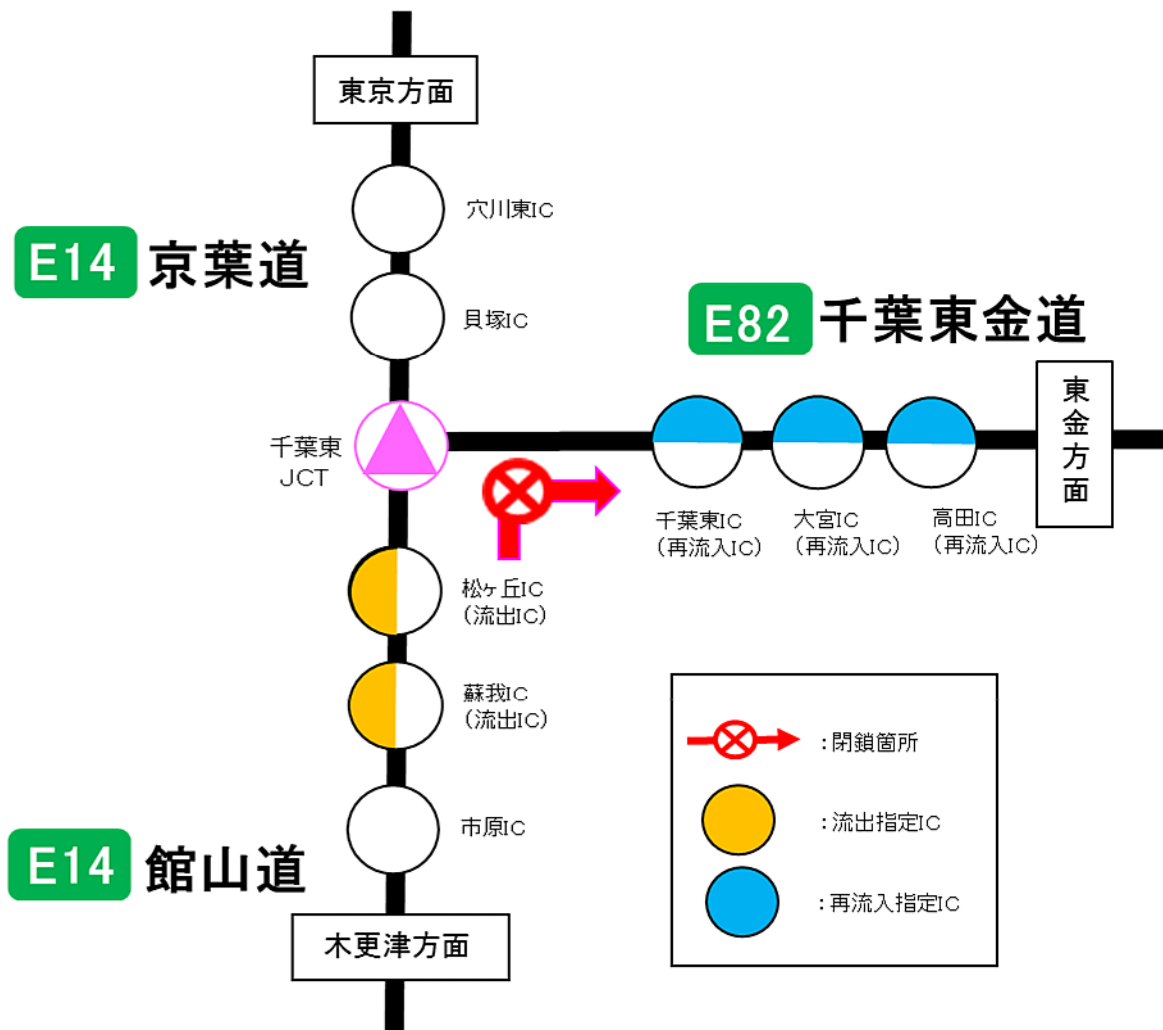 東京方面
穴川東IC
E14 京葉道
貝塚IC
E82 千葉東金道
東金方面
千葉東
JCT
千葉東IC
(再流入IC)
大宮IC
(再流入IC)
高田IC
(再流入IC)
松ヶ丘IC
(流出IC)
蘇我IC
(流出IC)
市原IC
E14 館山道
木更津方面
:閉鎖箇所
:流出指定IC
:再流入指定IC